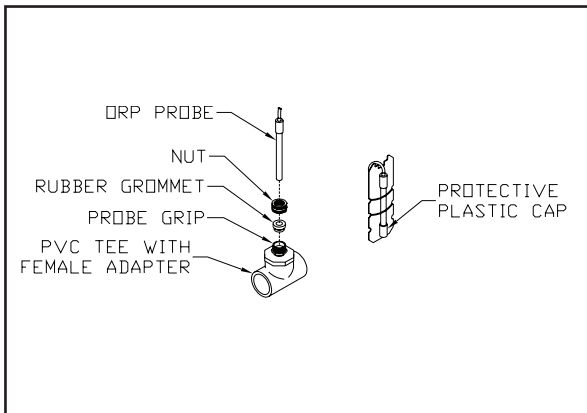 ORP PROBE
NUT
RUBBER GROMMET
PROBE GRIP
PVC TEE WITH
FEMALE ADAPTER
PROTECTIVE
PLASTIC CAP